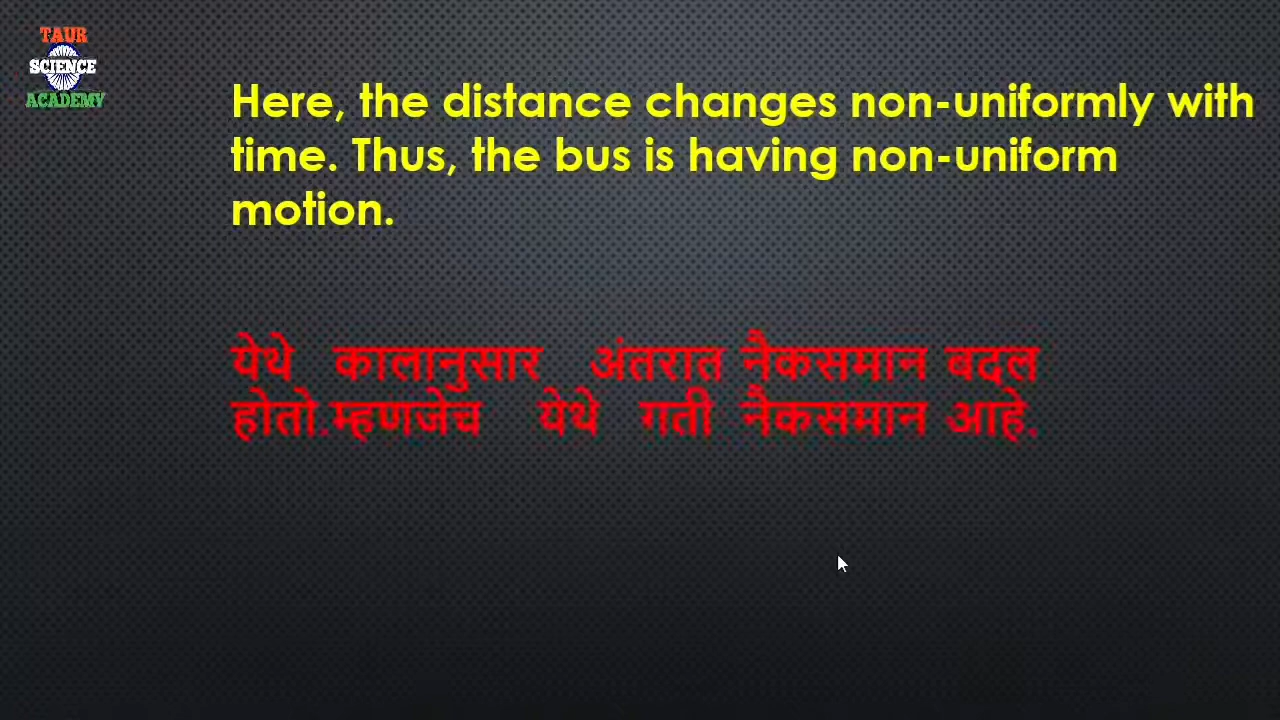 TAUR
SCIENCE
ACADEMY
Here, the distance changes non-uniformly with
time. Thus, the bus is having non-uniform
motion.
येथे कालानुसार अंतरात नैकसमान बदल
होतो.म्हणजेच येथे गती नैकसमान आहे.